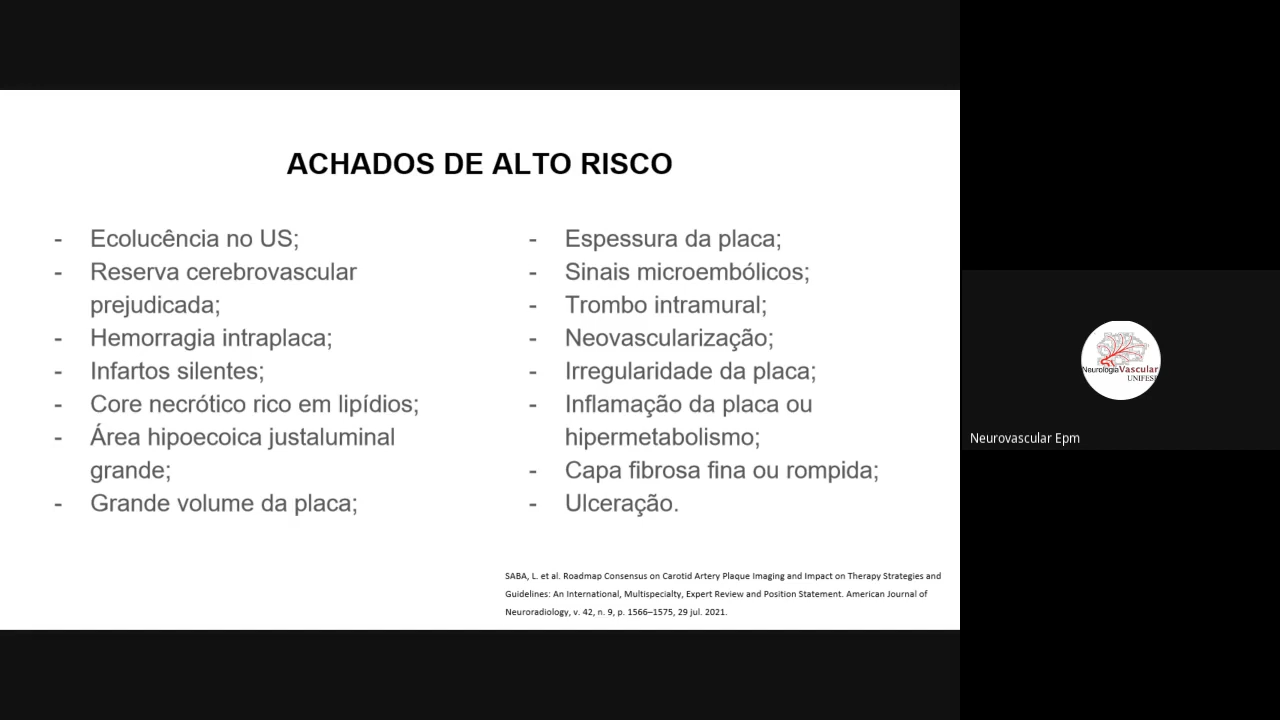 ACHADOS DE ALTO RISCO
- Ecolucência no US;
- Reserva cerebrovascular
prejudicada;
- Hemorragia intraplaca;
- Infartos silentes;
- Core necrótico rico em lipídios;
- Área hipoecoica justaluminal
grande;
- Grande volume da placa;
- Espessura da placa;
- Sinais microembólicos;
- Trombo intramural;
- Neovascularização;
- Irregularidade da placa;
- Inflamação da placa ou
hipermetabolismo;
- Capa fibrosa fina ou rompida;
- Ulceração.
SABA, L. et al. Roadmap Consensus on Carotid Artery Plaque Imaging and Impact on Therapy Strategies and
Guidelines: An International, Multispecialty, Expert Review and Position Statement. American Journal of
Neuroradiology, v. 42, n. 9, p. 1566–1575, 29 jul. 2021.
NeurologiaVascular
UNIFESP
Neurovascular Epm